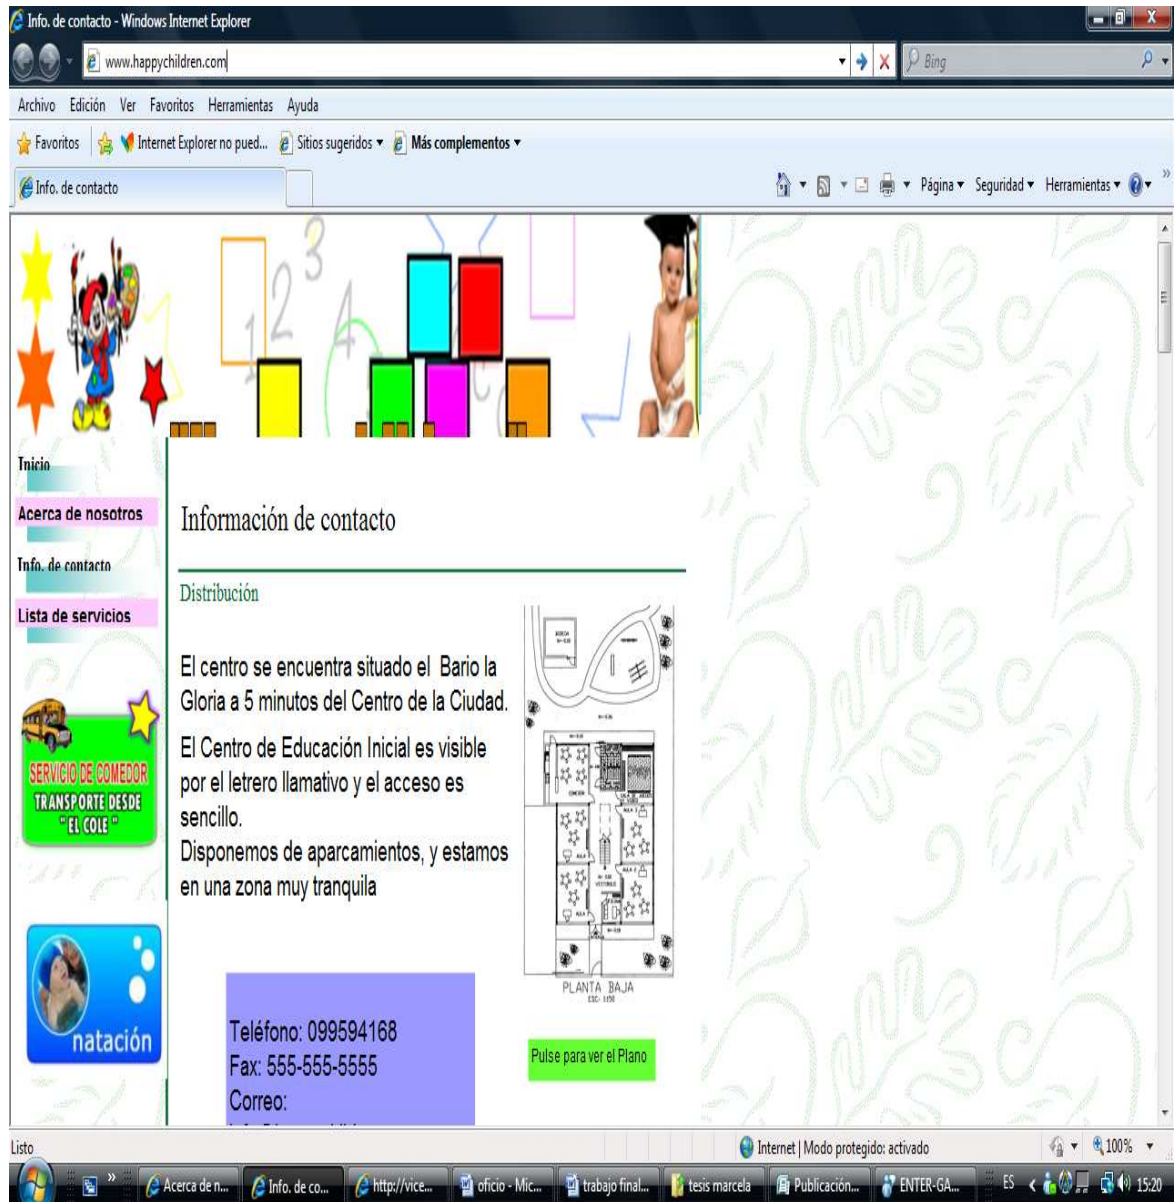 Info. de contacto - Windows Internet Explorer
www.happychildren.com
Bing
Archivo Edición Ver Favoritos Herramientas Ayuda
Favoritos Internet Explorer no pued... Sitios sugeridos Más complementos
Info. de contacto
Página Seguridad Herramientas
1 2 3 4
Inicio
Acerca de nosotros
Info. de contacto
Lista de servicios
SERVICIO DE COMEDOR
TRANSPORTE DESDE
" EL COLE "
natación
Información de contacto
Distribución
El centro se encuentra situado el Bario la
Gloria a 5 minutos del Centro de la Ciudad.
El Centro de Educación Inicial es visible
por el letrero llamativo y el acceso es
sencillo.
Disponemos de aparcamientos, y estamos
en una zona muy tranquila
AULA
AULA
PLANTA BAJA
Pulse para ver el Plano
Teléfono: 099594168
Fax: 555-555-5555
Correo:
Listo
Internet | Modo protegido: activado
100%
Acerca de n... Info. de co... http://vice... oficio - Mic... trabajo final... tesis marcela Publicación... ENTER-GA... ES 15:20